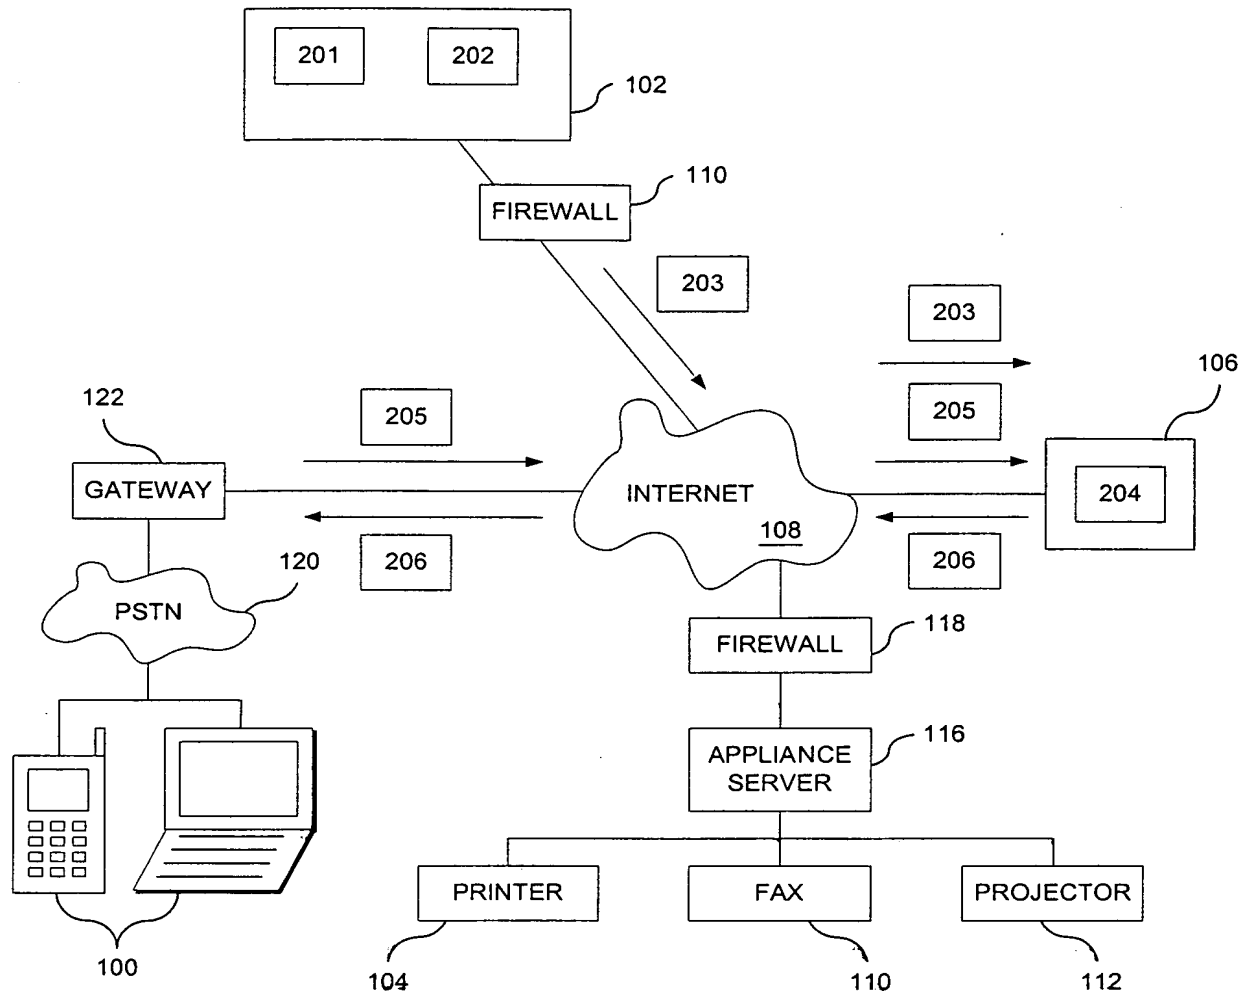 201
202
102
110
FIREWALL
203
203
106
122
205
205
GATEWAY
INTERNET
204
108
206
206
120
PSTN
118
FIREWALL
116
APPLIANCE
SERVER
PRINTER
FAX
PROJECTOR
100
104
110
112